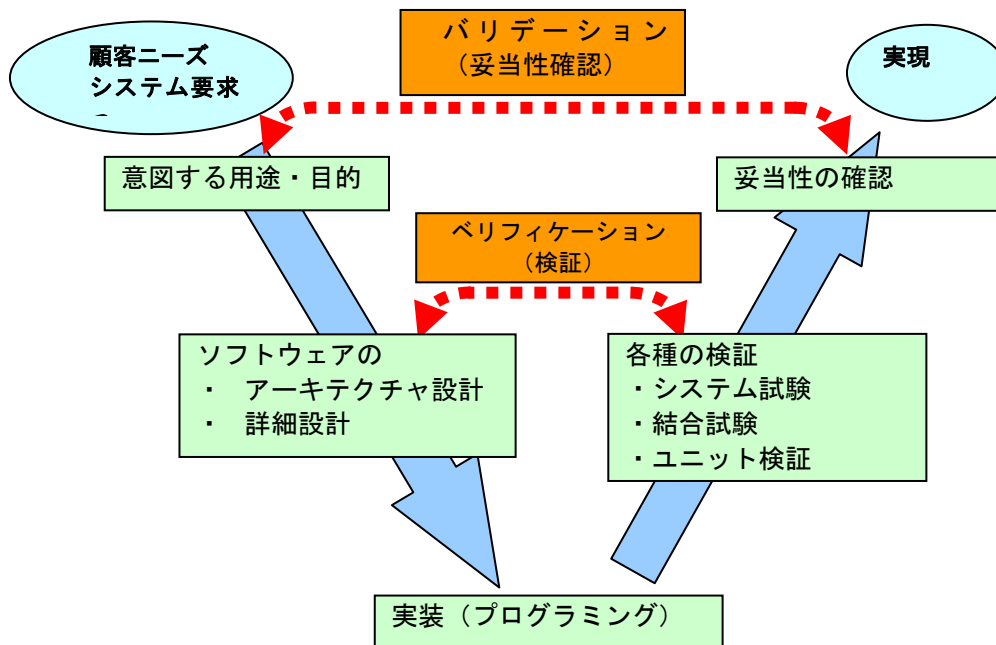 バリデーション
（妥当性確認）
顧客ニーズ
システム要求
実現
意図する用途・目的
妥当性の確認
ベリフィケーション
（検証）
ソフトウェアの
・　アーキテクチャ設計
・　詳細設計
各種の検証
・システム試験
・結合試験
・ユニット検証
実装（プログラミング）